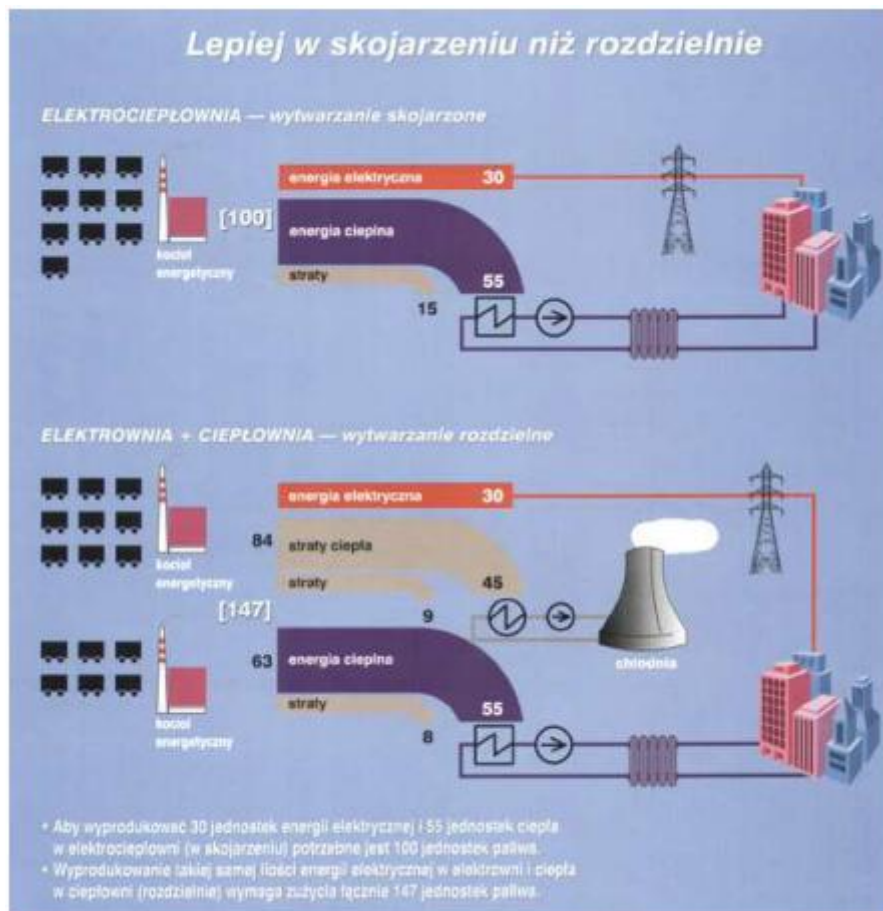 Lepiej w skojarzeniu niż rozdzielnie
ELEKTROCIEPŁOWNIA — wytwarzanie skojarzone
energia elektryczna 30
[100]
energia cieplna
kocioł
energetyczny
straty
55
15
ELEKTROWNIA + CIEPŁOWNIA — wytwarzanie rozdzielne
energia elektryczna 30
84
straty ciepła
kocioł
energetyczny
straty
45
[147]
9
63
energia cieplna
chłodnia
straty
55
kocioł
energetyczny
8
• Aby wyprodukować 30 jednostek energii elektrycznej i 55 jednostek ciepła
w elektrociepłowni (w skojarzeniu) potrzebne jest 100 jednostek paliwa.
• Wyprodukowanie takiej samej ilości energii elektrycznej w elektrowni i ciepła
w ciepłowni (rozdzielnie) wymaga zużycia łącznie 147 jednostek paliwa.